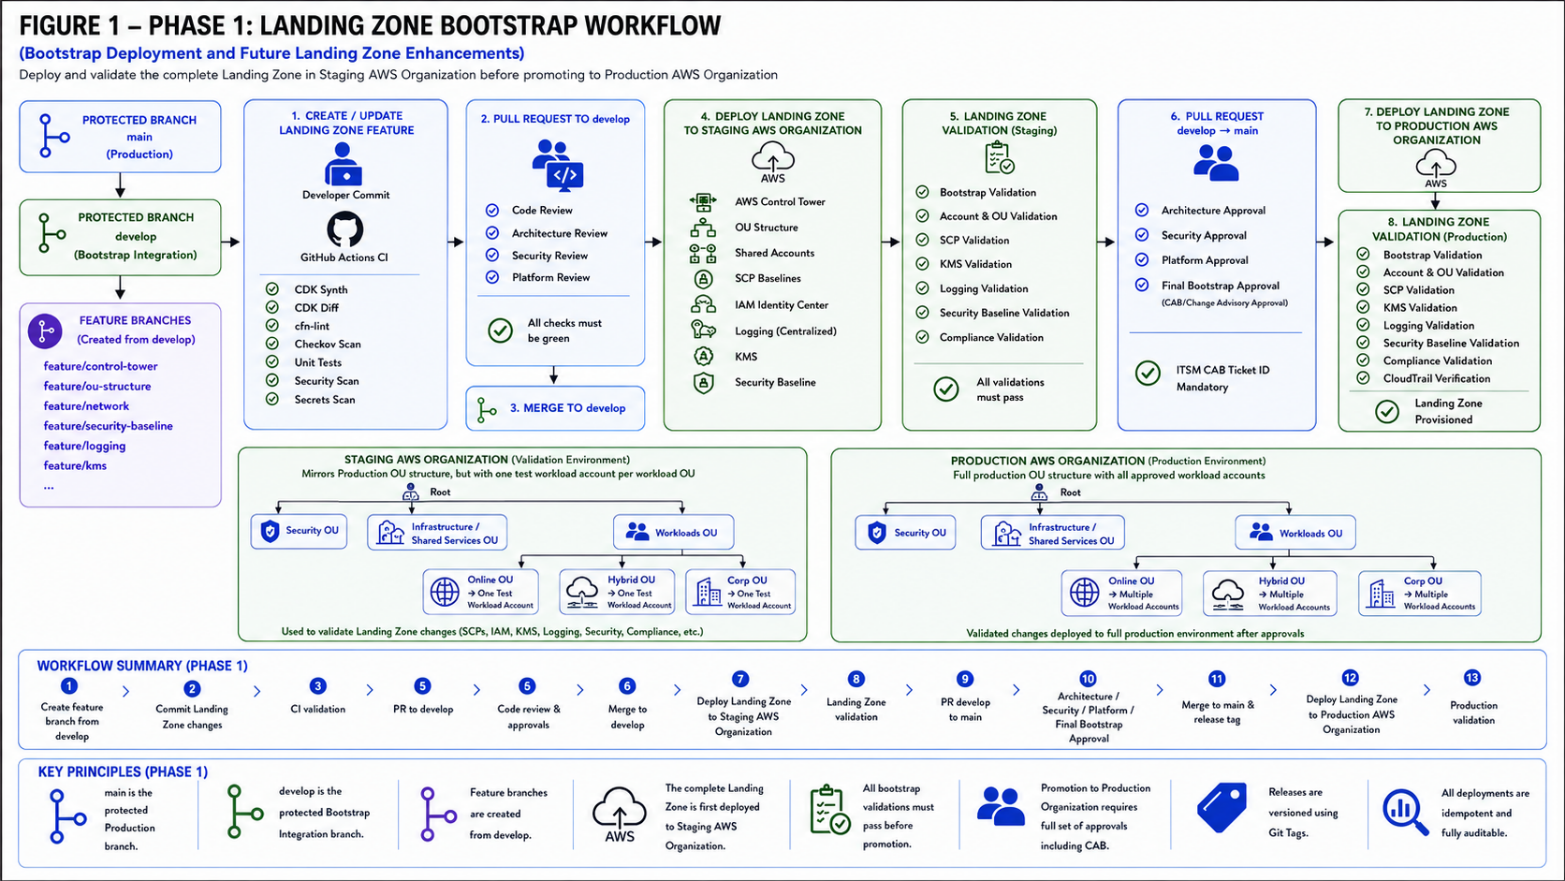 FIGURE 1 – PHASE 1: LANDING ZONE BOOTSTRAP WORKFLOW
(Bootstrap Deployment and Future Landing Zone Enhancements)
Deploy and validate the complete Landing Zone in Staging AWS Organization before promoting to Production AWS Organization
PROTECTED BRANCH
main
(Production)
PROTECTED BRANCH
develop
(Bootstrap Integration)
FEATURE BRANCHES
(Created from develop)
feature/control-tower
feature/ou-structure
feature/network
feature/security-baseline
feature/logging
feature/kms
...
1. CREATE / UPDATE
LANDING ZONE FEATURE
Developer Commit
GitHub Actions CI
CDK Synth
CDK Diff
cfn-lint
Checkov Scan
Unit Tests
Security Scan
Secrets Scan
2. PULL REQUEST TO develop
</>
Code Review
Architecture Review
Security Review
Platform Review
All checks must
be green
3. MERGE TO develop
4. DEPLOY LANDING ZONE
TO STAGING AWS ORGANIZATION
AWS
AWS Control Tower
OU Structure
Shared Accounts
SCP Baselines
IAM Identity Center
Logging (Centralized)
KMS
Security Baseline
5. LANDING ZONE
VALIDATION (Staging)
Bootstrap Validation
Account & OU Validation
SCP Validation
KMS Validation
Logging Validation
Security Baseline Validation
Compliance Validation
All validations
must pass
6. PULL REQUEST
develop → main
Architecture Approval
Security Approval
Platform Approval
Final Bootstrap Approval
(CAB/Change Advisory Approval)
ITSM CAB Ticket ID
Mandatory
7. DEPLOY LANDING ZONE
TO PRODUCTION AWS
ORGANIZATION
AWS
8. LANDING ZONE
VALIDATION (Production)
Bootstrap Validation
Account & OU Validation
SCP Validation
KMS Validation
Logging Validation
Security Baseline Validation
Compliance Validation
CloudTrail Verification
Landing Zone
Provisioned
STAGING AWS ORGANIZATION (Validation Environment)
Mirrors Production OU structure, but with one test workload account per workload OU
Root
Security OU
Infrastructure /
Shared Services OU
Workloads OU
Online OU
→ One Test
Workload Account
Hybrid OU
→ One Test
Workload Account
Corp OU
→ One Test
Workload Account
Used to validate Landing Zone changes (SCPs, IAM, KMS, Logging, Security, Compliance, etc.)
PRODUCTION AWS ORGANIZATION (Production Environment)
Full production OU structure with all approved workload accounts
Root
Security OU
Infrastructure /
Shared Services OU
Workloads OU
Online OU
→ Multiple
Workload Accounts
Hybrid OU
→ Multiple
Workload Accounts
Corp OU
→ Multiple
Workload Accounts
Validated changes deployed to full production environment after approvals
WORKFLOW SUMMARY (PHASE 1)
1
Create feature
branch from
develop
2
Commit Landing
Zone changes
3
CI validation
5
PR to develop
5
Code review &
approvals
6
Merge to
develop
7
Deploy Landing Zone
to Staging AWS
Organization
8
Landing Zone
validation
9
PR develop
to main
10
Architecture /
Security / Platform /
Final Bootstrap
Approval
11
Merge to main &
release tag
12
Deploy Landing Zone
to Production AWS
Organization
13
Production
validation
KEY PRINCIPLES (PHASE 1)
main is the
protected
Production
branch.
develop is the
protected Bootstrap
Integration branch.
Feature branches
are created
from develop.
AWS
The complete Landing
Zone is first deployed
to Staging AWS
Organization.
All bootstrap
validations must
pass before
promotion.
Promotion to Production
Organization requires
full set of approvals
including CAB.
Releases are
versioned using
Git Tags.
All deployments are
idempotent and
fully auditable.